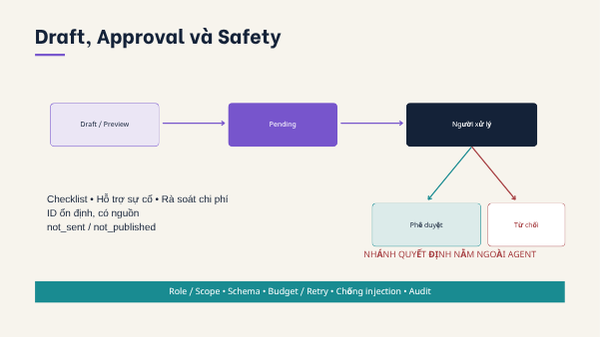 Draft, Approval và Safety
Draft / Preview
Pending
Người xử lý
Checklist • Hỗ trợ sự cố • Rà soát chi phí
ID ổn định, có nguồn
not_sent / not_published
Phê duyệt
Từ chối
NHÁNH QUYẾT ĐỊNH NẰM NGOÀI AGENT
Role / Scope • Schema • Budget / Retry • Chống injection • Audit